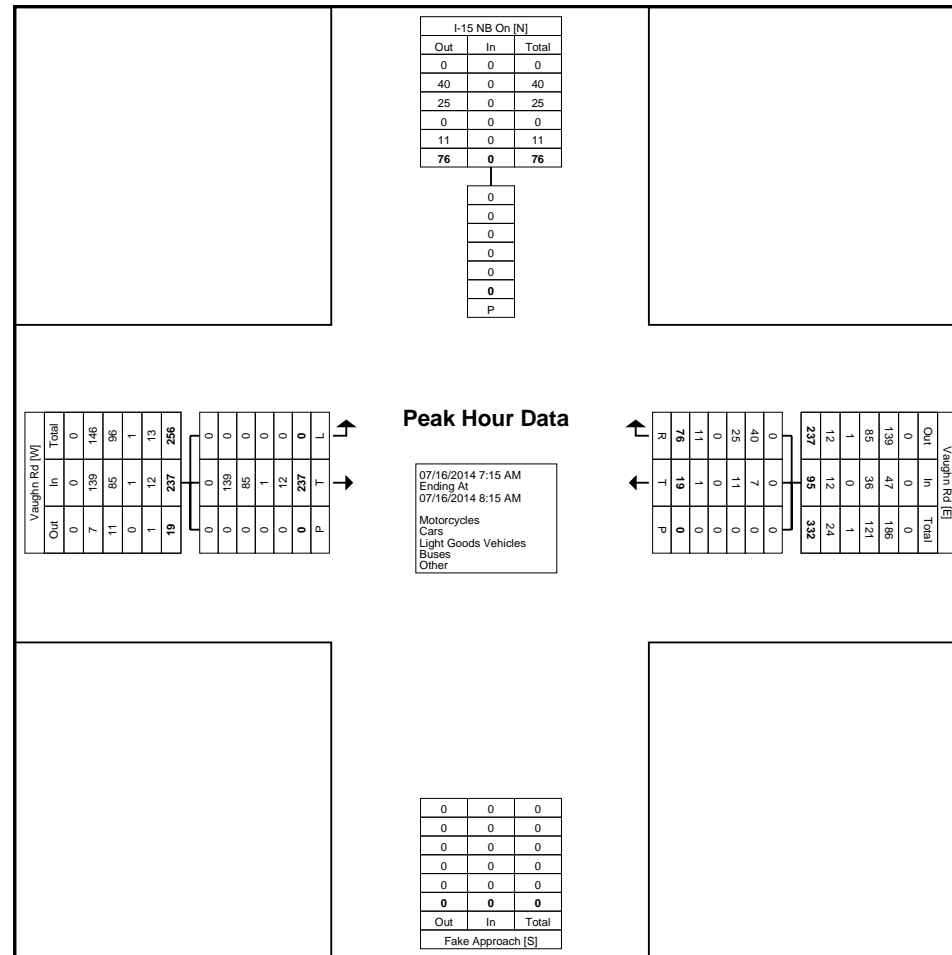 I-15 NB On [N]
Out In Total
0 0 0
40 0 40
25 0 25
0 0 0
11 0 11
76 0 76
0
0
0
0
0
0
P
Vaughn Rd [W]
Out In Total
0 0 0
7 139 146
11 85 96
0 1 1
1 12 13
19 237 256
0 0 0
0 139 0
0 85 0
0 1 0
0 12 0
0 237 0
P T L
Peak Hour Data
07/16/2014 7:15 AM
Ending At
07/16/2014 8:15 AM
Motorcycles
Cars
Light Goods Vehicles
Buses
Other
Vaughn Rd [E]
Out In Total
0 0 0
139 47 186
85 36 121
1 0 1
12 12 24
237 95 332
0 0 0
40 7 0
25 11 0
0 0 0
11 1 0
76 19 0
R T P
0 0 0
0 0 0
0 0 0
0 0 0
0 0 0
0 0 0
Out In Total
Fake Approach [S]